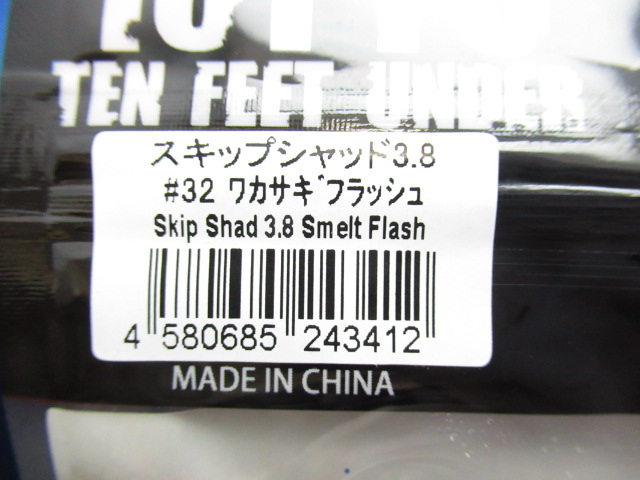 TEN FEET UNDER
スキップシャッド3.8
#32 ワカサギフラッシュ
Skip Shad 3.8 Smelt Flash
4 580685 243412
MADE IN CHINA